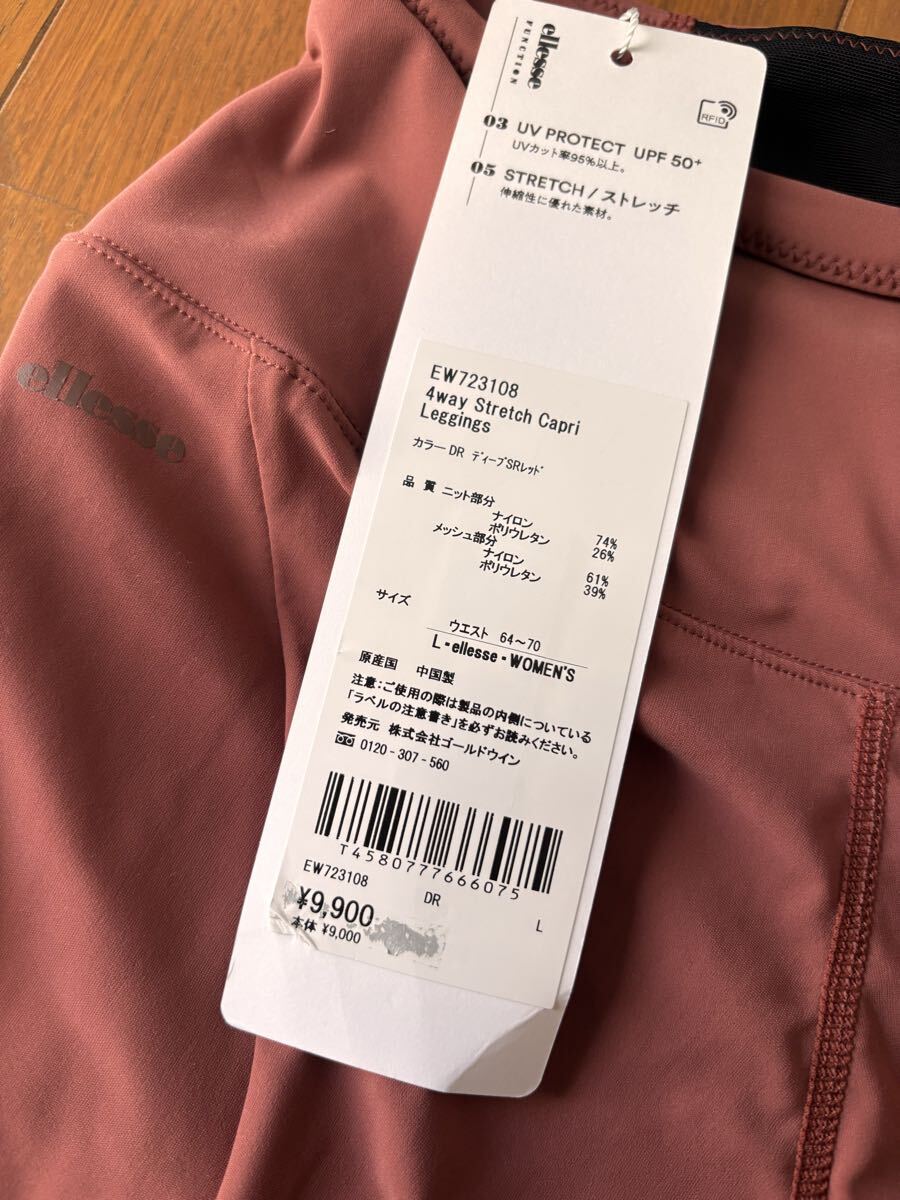 ellesse
FUNCTION
RFID
03 UV PROTECT UPF 50+
UVカット率95%以上。
05 STRETCH / ストレッチ
伸縮性に優れた素材。
EW723108
4way Stretch Capri
Leggings
カラー DR ディープSRレッド
品 質 ニット部分
ナイロン 74%
ポリウレタン 26%
メッシュ部分
ナイロン 61%
ポリウレタン 39%
サイズ
ウエスト 64～70
L・ellesse・WOMEN'S
原産国 中国製
注意：ご使用の際は製品の内側についている
「ラベルの注意書き」を必ずお読みください。
発売元 株式会社ゴールドウイン
0120-307-560
T4580777666075
EW723108 DR L
¥9,900
本体 ¥9,000
ellesse